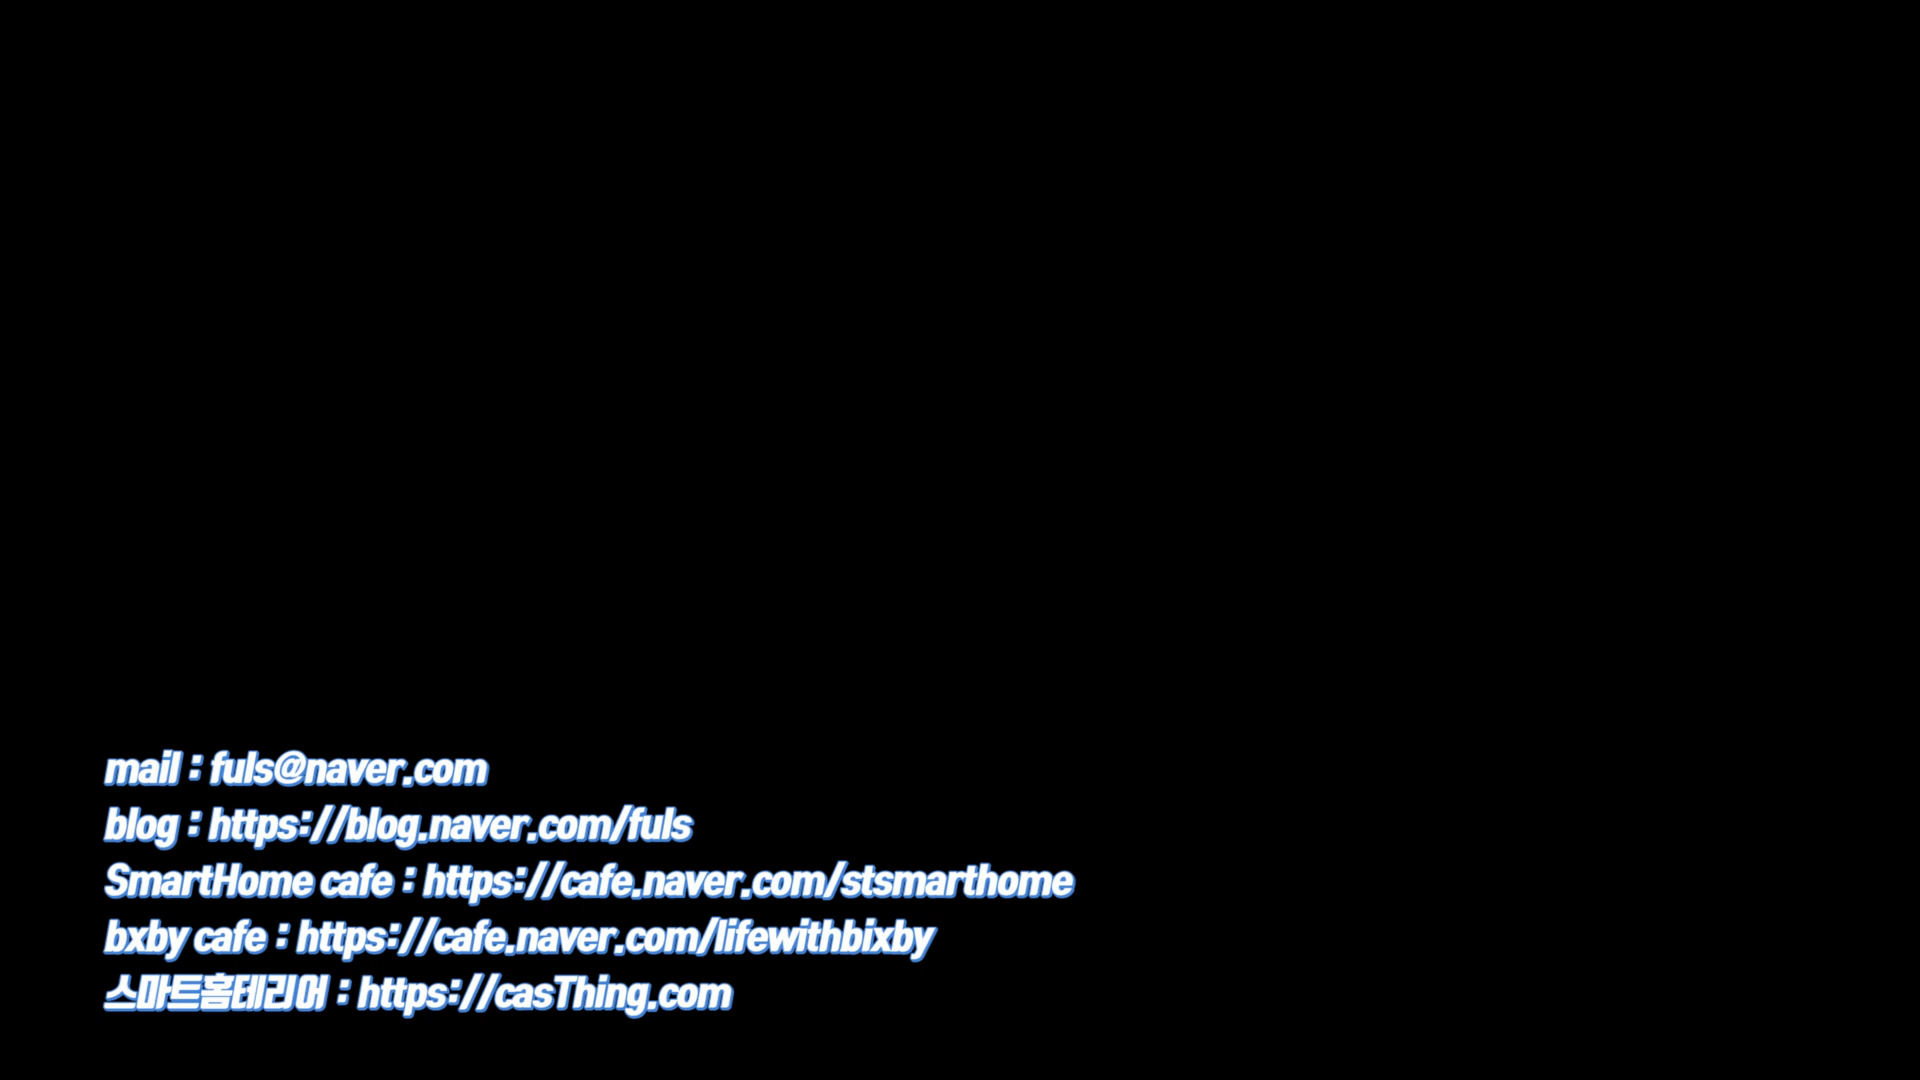 mail : fuls@naver.com
blog : https://blog.naver.com/fuls
SmartHome cafe : https://cafe.naver.com/stsmarthome
bxby cafe : https://cafe.naver.com/lifewithbixby
스마트홈테리어 : https://casThing.com